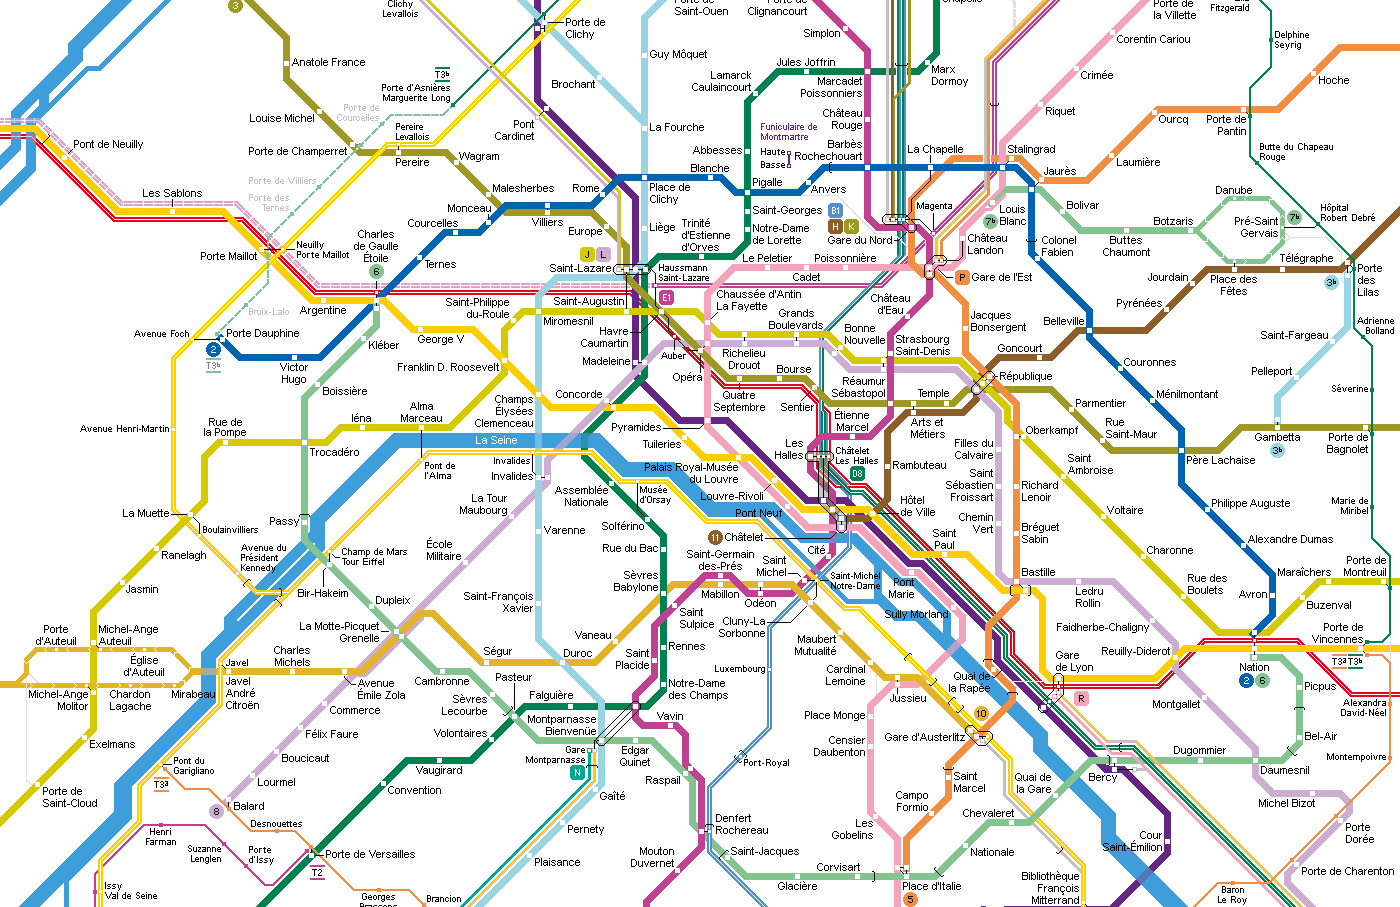 3
Clichy
Levallois
Porte de
Clichy
Porte de
Saint-Ouen
Porte de
Clignancourt
Simplon
Chapelle
Porte de
la Villette
Fitzgerald
Delphine
Seyrig
Anatole France
T3b
Porte d'Asnières
Marguerite Long
Brochant
Guy Môquet
Jules Joffrin
Lamarck
Caulaincourt
Marcadet
Poissonniers
Marx
Dormoy
Corentin Cariou
Crimée
Hoche
Louise Michel
Porte de
Courcelles
Pereire
Levallois
Pont
Cardinet
La Fourche
Funiculaire de
Montmartre
Château
Rouge
Riquet
Ourcq
Porte de
Pantin
Pont de Neuilly
Porte de Champerret
Pereire
Wagram
Abbesses
Haute
Basse
Barbès
Rochechouart
La Chapelle
Stalingrad
Laumière
Butte du Chapeau
Rouge
Les Sablons
Porte de Villiers
Porte des
Ternes
Malesherbes
Rome
Place de
Clichy
Blanche
Pigalle
Anvers
Jaurès
Danube
Monceau
Courcelles
Villiers
Europe
Liège
Trinité
d'Estienne
d'Orves
Saint-Georges
Notre-Dame
de Lorette
B1
H K
Gare du Nord
Magenta
7b
Louis
Blanc
Bolivar
Botzaris
Buttes
Chaumont
Pré-Saint
Gervais
7b
Hôpital
Robert Debré
Charles
de Gaulle
Étoile
6
Neuilly
Porte Maillot
Porte Maillot
Ternes
J L
Saint-Lazare
Haussmann
Saint-Lazare
Le Peletier
Cadet
Poissonnière
Château
Landon
P
Gare de l'Est
Colonel
Fabien
Jourdain
Télégraphe
Place des
Fêtes
3b
Porte
des
Lilas
Bruix-Lalo
Argentine
Saint-Philippe
du-Roule
Saint-Augustin
Miromesnil
E1
Chaussée d'Antin
La Fayette
Grands
Boulevards
Château
d'Eau
Jacques
Bonsergent
Pyrénées
Belleville
Adrienne
Bolland
Avenue Foch
Porte Dauphine
2
T3b
Kléber
George V
Havre
Caumartin
Auber
Richelieu
Drouot
Bonne
Nouvelle
Strasbourg
Saint-Denis
Goncourt
Saint-Fargeau
Victor
Hugo
Boissière
Franklin D. Roosevelt
Madeleine
Opéra
Bourse
Quatre
Septembre
Sentier
Réaumur
Sébastopol
Temple
République
Couronnes
Pelleport
Séverine
Avenue Henri-Martin
Rue de
la Pompe
Iéna
Alma
Marceau
Champs
Élysées
Clemenceau
Concorde
Pyramides
Tuileries
Étienne
Marcel
Arts et
Métiers
Parmentier
Ménilmontant
Rue
Saint-Maur
Gambetta
3b
Porte de
Bagnolet
La Seine
Trocadéro
Pont de
l'Alma
Invalides
Invalides
Palais Royal-Musée
du Louvre
Les
Halles
Châtelet
Les Halles
D8
Rambuteau
Filles du
Calvaire
Oberkampf
Saint
Ambroise
Père Lachaise
La Tour
Maubourg
Assemblée
Nationale
Musée
d'Orsay
Louvre-Rivoli
Pont Neuf
Hôtel
de Ville
Saint
Sébastien
Froissart
Richard
Lenoir
Philippe Auguste
Marie de
Miribel
La Muette
Boulainvilliers
Passy
Solférino
Chemin
Vert
Bréguet
Sabin
Voltaire
Ranelagh
Avenue du
Président
Kennedy
Champ de Mars
Tour Eiffel
École
Militaire
Varenne
Rue du Bac
11
Châtelet
Cité
Saint
Paul
Charonne
Alexandre Dumas
Jasmin
Bir-Hakeim
Dupleix
Saint-François
Xavier
Sèvres
Babylone
Saint-Germain
des-Prés
Mabillon
Odéon
Saint
Michel
Saint-Michel
Notre-Dame
Pont
Marie
Sully Morland
Bastille
Ledru
Rollin
Rue des
Boulets
Avron
Maraîchers
Buzenval
Porte de
Montreuil
Porte
d'Auteuil
Michel-Ange
Auteuil
Église
d'Auteuil
La Motte-Picquet
Grenelle
Vaneau
Saint
Sulpice
Cluny-La
Sorbonne
Maubert
Mutualité
Faidherbe-Chaligny
Reuilly-Diderot
Porte de
Vincennes
T3a T3b
Michel-Ange
Molitor
Chardon
Lagache
Mirabeau
Javel
Javel
André
Citroën
Charles
Michels
Avenue
Émile Zola
Ségur
Duroc
Saint
Placide
Rennes
Luxembourg
Cardinal
Lemoine
Jussieu
Quai de
la Rapée
Gare
de Lyon
R
Nation
2 6
Picpus
Alexandra
David-Néel
Exelmans
Commerce
Cambronne
Sèvres
Lecourbe
Pasteur
Falguière
Notre-Dame
des Champs
Montparnasse
Bienvenüe
Vavin
Place Monge
10
Montgallet
Félix Faure
Volontaires
Gare
Montparnasse
N
Edgar
Quinet
Raspail
Port-Royal
Censier
Daubenton
Gare d'Austerlitz
Dugommier
Bel-Air
Montempoivre
Pont du
Garigliano
T3a
Boucicaut
Vaugirard
Lourmel
Convention
Gaîté
Saint
Marcel
Quai de
la Gare
Bercy
Daumesnil
Porte de
Saint-Cloud
8
Balard
Campo
Formio
Chevaleret
Michel Bizot
Desnouettes
Henri
Farman
Suzanne
Lenglen
Porte
d'Issy
Porte de Versailles
T2
Pernety
Denfert
Rochereau
Les
Gobelins
Cour
Saint-Émilion
Porte
Dorée
Plaisance
Mouton
Duvernet
Saint-Jacques
Nationale
Corvisart
Glacière
Place d'Italie
5
Bibliothèque
François
Mitterrand
Porte de Charenton
Issy
Val de Seine
Georges
Brassens
Brancion
Baron
Le Roy